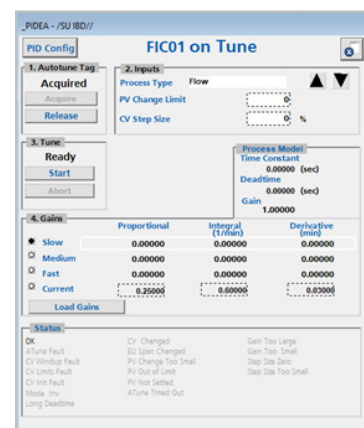 _PIDEA - /SU IBD//
PID Config
FIC01 on Tune
1. Autotune Tag
Acquired
Acquire
Release
2. Inputs
Process Type Flow
PV Change Limit 0
CV Step Size 0 %
3. Tune
Ready
Start
Abort
Process Model
Time Constant
0.00000 (sec)
Deadtime
0.00000 (sec)
Gain
1.00000
4. Gains
Proportional Integral (1/min) Derivative (min)
Slow 0.00000 0.00000 0.00000
Medium 0.00000 0.00000 0.00000
Fast 0.00000 0.00000 0.00000
Current 0.25000 0.60000 0.03000
Load Gains
Status
OK
ATune Fault
CV Windup Fault
CV Limits Fault
CV Init Fault
Mode Inv
Long Deadtime
CV Changed
EU Span Changed
PV Change Too Small
PV Out of Limit
PV Not Settled
ATune Timed Out
Gain Too Large
Gain Too Small
Step Size Zero
Step Size Too Small